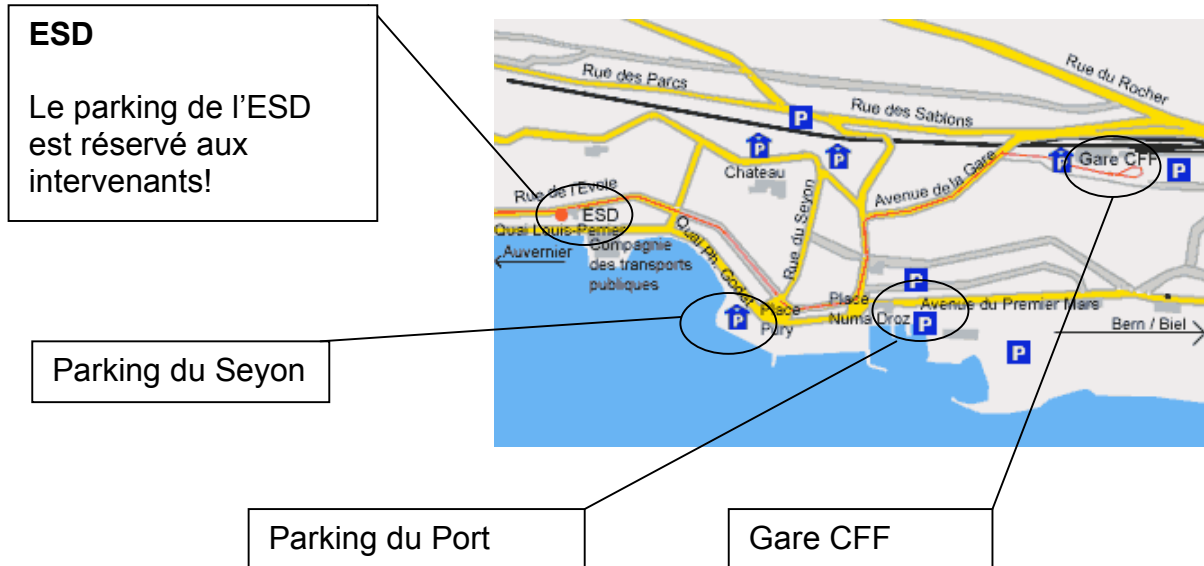 ESD
Le parking de l’ESD
est réservé aux
intervenants!
Rue des Parcs
Rue du Rocher
Rue des Sablons
P
P
Gare CFF
P
P
P
Chateau
Avenue de la Gare
Rue de l'Evole
ESD
Quai Louis-Perrier
Auvernier
Compagnie
des transports
publiques
Quai Ph. Godet
Rue du Seyon
P
Place
Pury
Place
Numa Droz
P
Avenue du Premier Mars
P
P
Bern / Biel
Parking du Seyon
Parking du Port
Gare CFF